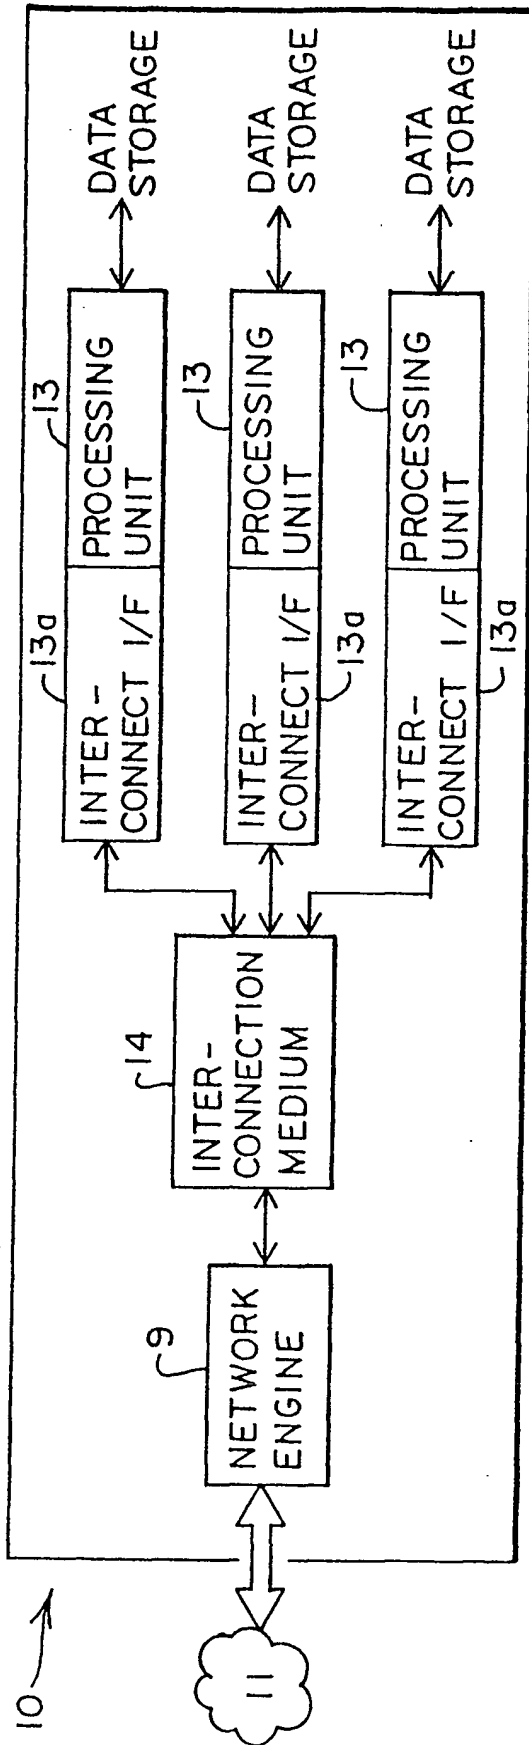 10
11
9
NETWORK
ENGINE
14
INTER-
CONNECTION
MEDIUM
13a
INTER-
CONNECT I/F
13
PROCESSING
UNIT
DATA
STORAGE
INTER-
CONNECT I/F
13a
13
PROCESSING
UNIT
DATA
STORAGE
INTER-
CONNECT I/F
13a
13
PROCESSING
UNIT
DATA
STORAGE